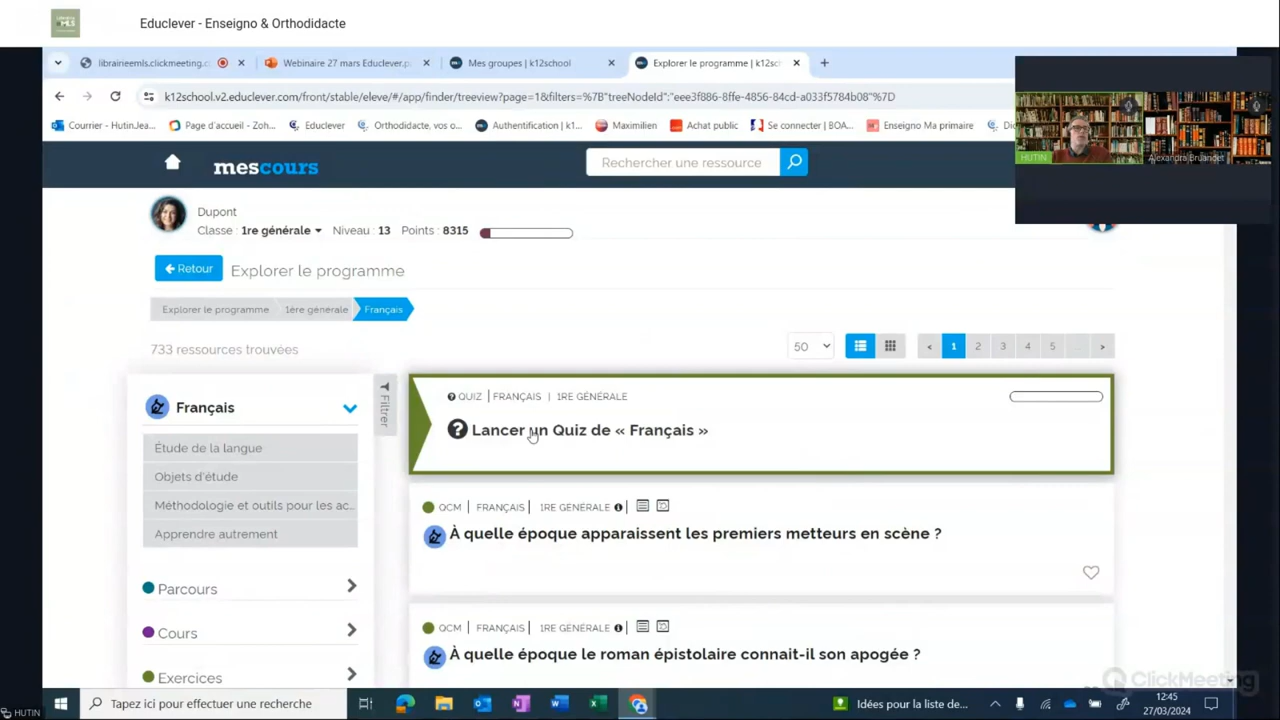 Educlever - Enseigno & Orthodidacte
libraineemls.clickmeeting.c
Webinaire 27 mars Educlever.p
Mes groupes | k12school
Explorer le programme | k12sc
k12school.v2.educlever.com/front/stable/eleve/#/app/finder/treeview?page=1&filters=%7B"treeNodeId":"eee3f886-8ffe-4856-84cd-a033f5784b08"%7D
Courrier - HutinJea...
Page d'accueil - Zoh...
Educlever
Orthodidacte, vos o...
Authentification | k1...
Maximilien
Achat public
Se connecter | BOA...
Enseigno Ma primaire
HUTIN
Alexandra Bruandet
mescours
Rechercher une ressource
Dupont
Classe : 1re générale Niveau : 13 Points : 8315
Retour
Explorer le programme
Explorer le programme
1ère générale
Français
733 ressources trouvées
50
< 1 2 3 4 5 ... >
Français
Étude de la langue
Objets d'étude
Méthodologie et outils pour les ac...
Apprendre autrement
Parcours
Cours
Exercices
Filtrer
QUIZ | FRANÇAIS | 1RE GÉNÉRALE
Lancer un Quiz de « Français »
QCM | FRANÇAIS | 1RE GÉNÉRALE
À quelle époque apparaissent les premiers metteurs en scène ?
QCM | FRANÇAIS | 1RE GÉNÉRALE
À quelle époque le roman épistolaire connait-il son apogée ?
ClickMeeting
Tapez ici pour effectuer une recherche
Idées pour la liste de...
12:45
27/03/2024
HUTIN